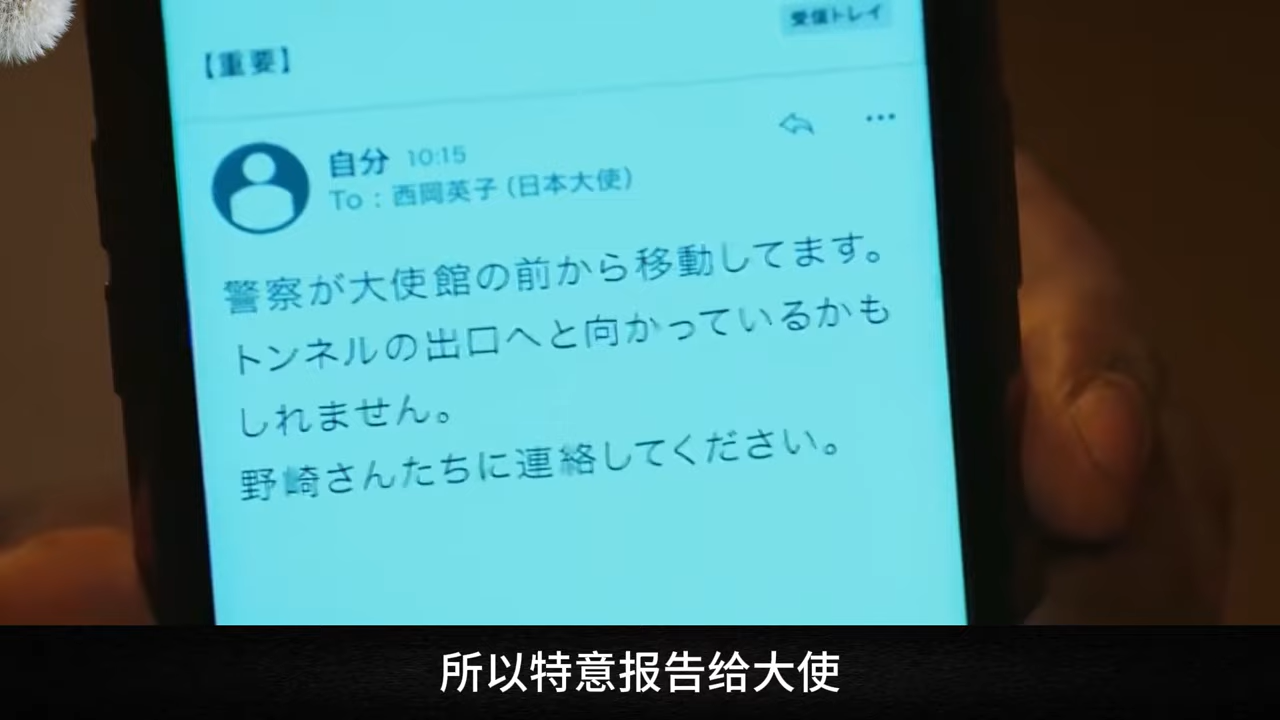 受信トレイ
【重要】
自分 10:15
To：西岡英子（日本大使）
警察が大使館の前から移動してます。
トンネルの出口へと向かっているかも
しれません。
野崎さんたちに連絡してください。
所以特意报告给大使